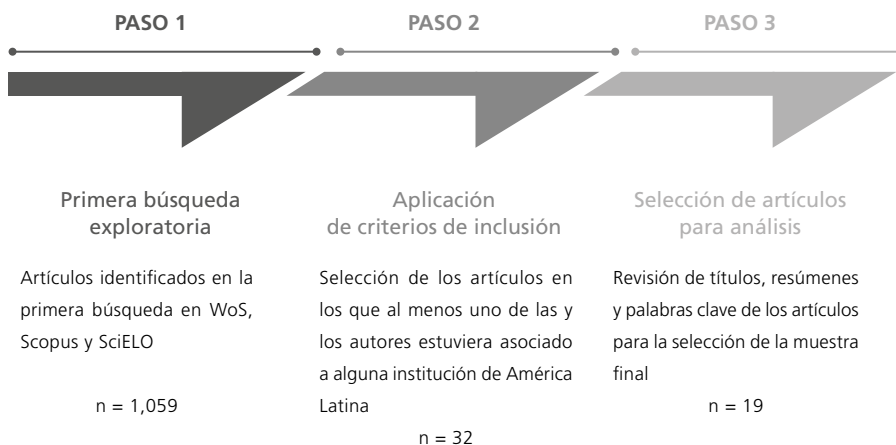 PASO 1
PASO 2
PASO 3
Primera búsqueda
exploratoria
Artículos identificados en la
primera búsqueda en WoS,
Scopus y SciELO
n = 1,059
Aplicación
de criterios de inclusión
Selección de los artículos en
los que al menos uno de las y
los autores estuviera asociado
a alguna institución de América
Latina
n = 32
Selección de artículos
para análisis
Revisión de títulos, resúmenes
y palabras clave de los artículos
para la selección de la muestra
final
n = 19